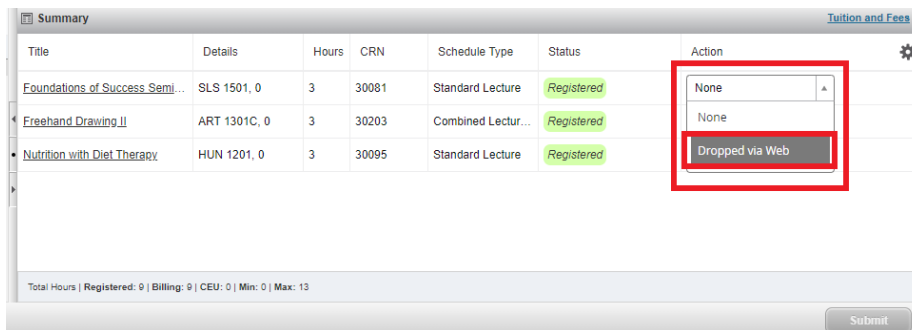 Summary Tuition and Fees
Title Details Hours CRN Schedule Type Status Action
Foundations of Success Semi... SLS 1501, 0 3 30081 Standard Lecture Registered None
None
Freehand Drawing II ART 1301C, 0 3 30203 Combined Lectur... Registered
Dropped via Web
Nutrition with Diet Therapy HUN 1201, 0 3 30095 Standard Lecture Registered
Total Hours | Registered: 9 | Billing: 9 | CEU: 0 | Min: 0 | Max: 13
Submit